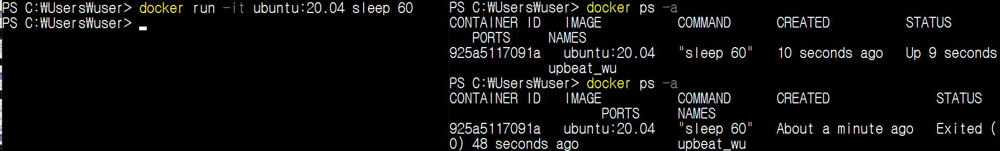 PS C:₩Users₩user> docker run -it ubuntu:20.04 sleep 60
PS C:₩Users₩user>
PS C:₩Users₩user> docker ps -a
CONTAINER ID   IMAGE          COMMAND      CREATED          STATUS
   PORTS     NAMES
925a5117091a   ubuntu:20.04   "sleep 60"   10 seconds ago   Up 9 seconds
             upbeat_wu
PS C:₩Users₩user> docker ps -a
CONTAINER ID   IMAGE          COMMAND      CREATED              STATUS
                    PORTS     NAMES
925a5117091a   ubuntu:20.04   "sleep 60"   About a minute ago   Exited (
0) 48 seconds ago             upbeat_wu